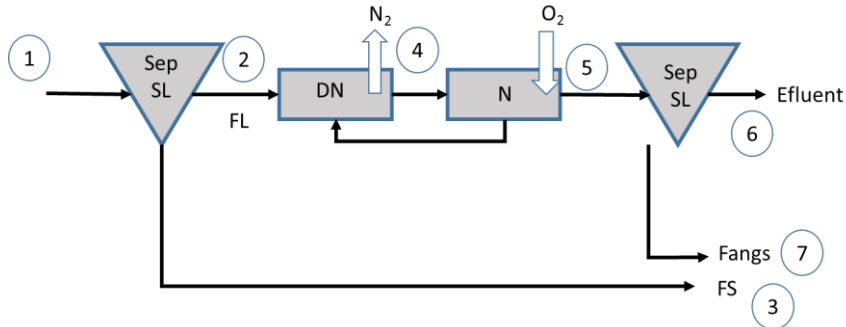 1
Sep
SL
2
FL
DN
N₂
4
N
O₂
5
Sep
SL
Efluent
6
Fangs
7
FS
3